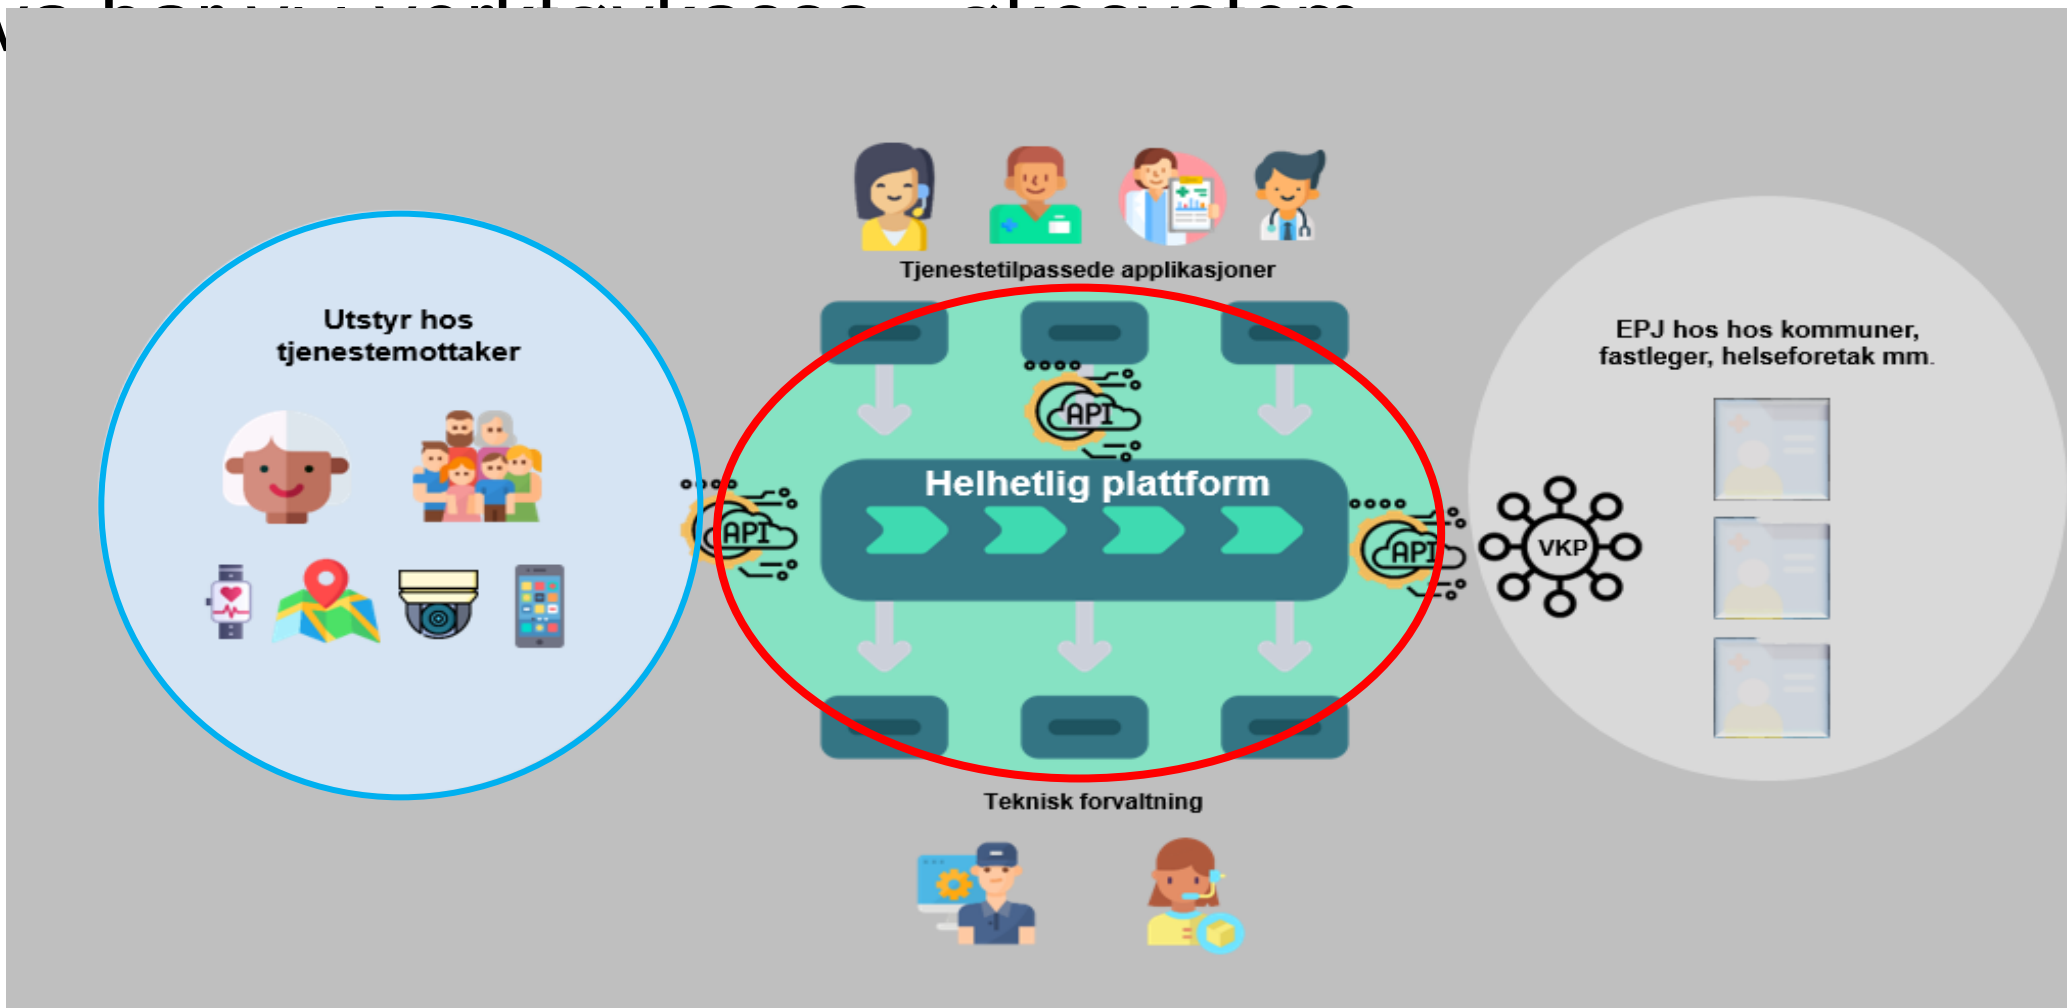 Tjenestetilpassede applikasjoner
Utstyr hos
tjenestemottaker
API
API
Helhetlig plattform
API
EPJ hos hos kommuner,
fastleger, helseforetak mm.
VKP
Teknisk forvaltning